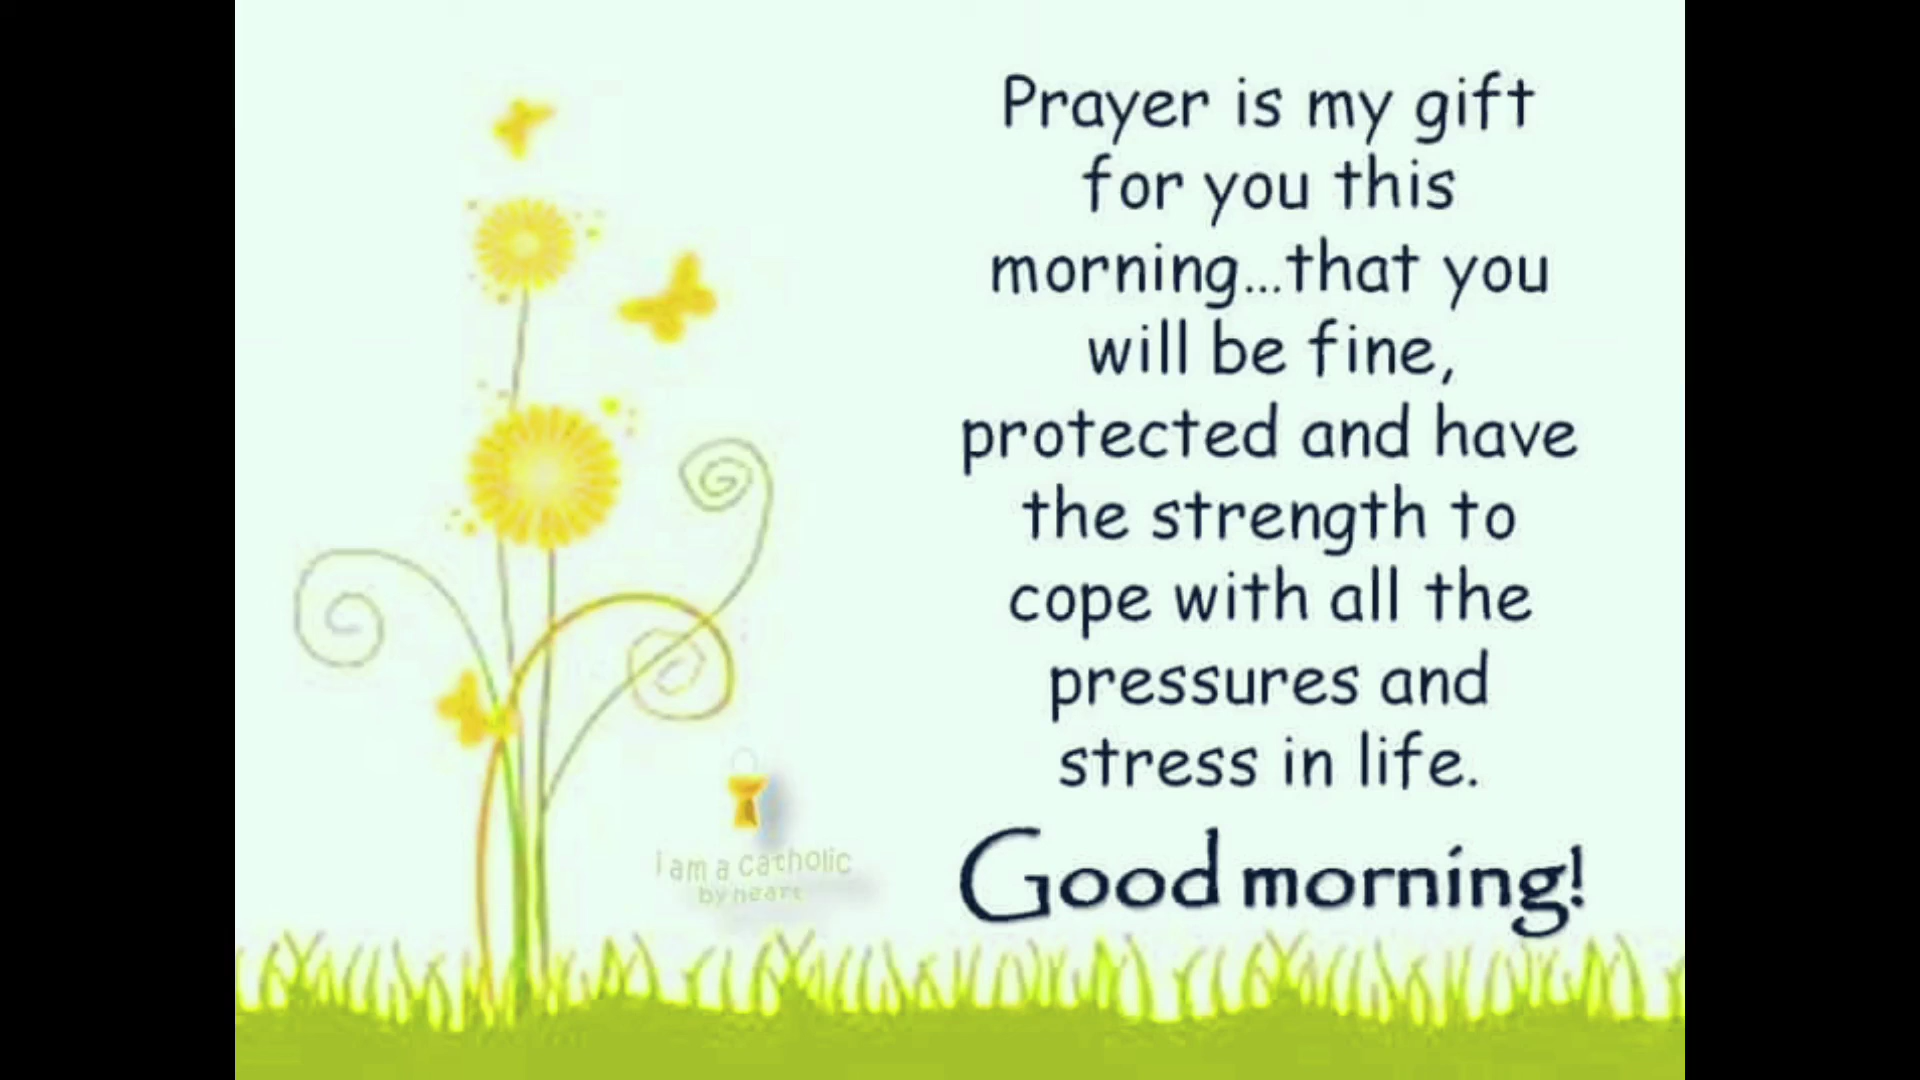 Prayer is my gift
for you this
morning...that you
will be fine,
protected and have
the strength to
cope with all the
pressures and
stress in life.
Good morning!
i am a catholic
by heart